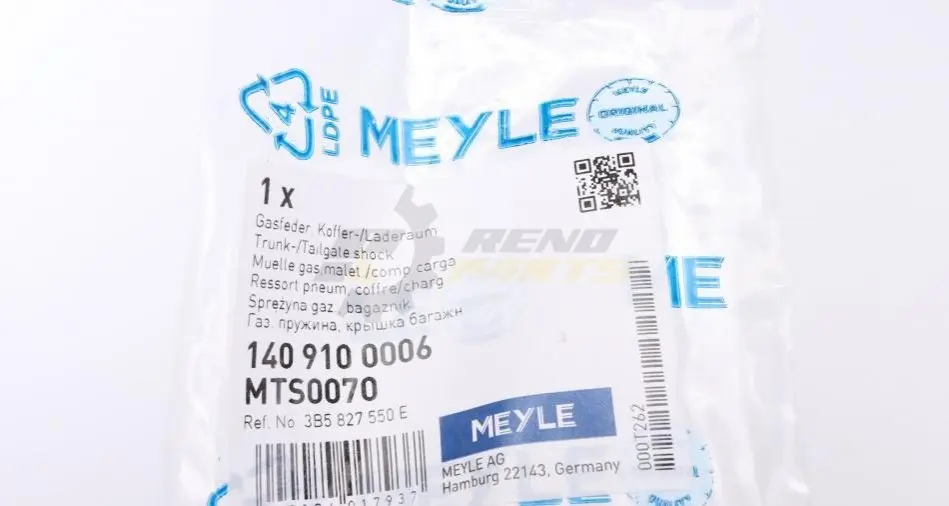 4
LDPE
MEYLE
MEYLE
ORIGINAL
QUALITY
1 x
Gasfeder Koffer-/Laderaum
Trunk-/Tailgate shock
Muelle gas malet./comp carga
Ressort pneum, coffre/charg
Sprężyna gaz., bagażnik
Газ. пружина, крышка багажн
RENO
PARTS
IE
140 910 0006
MTS0070
Ref. No. 3B5 827 550 E
MEYLE
MEYLE AG
Hamburg 22143, Germany
000T262